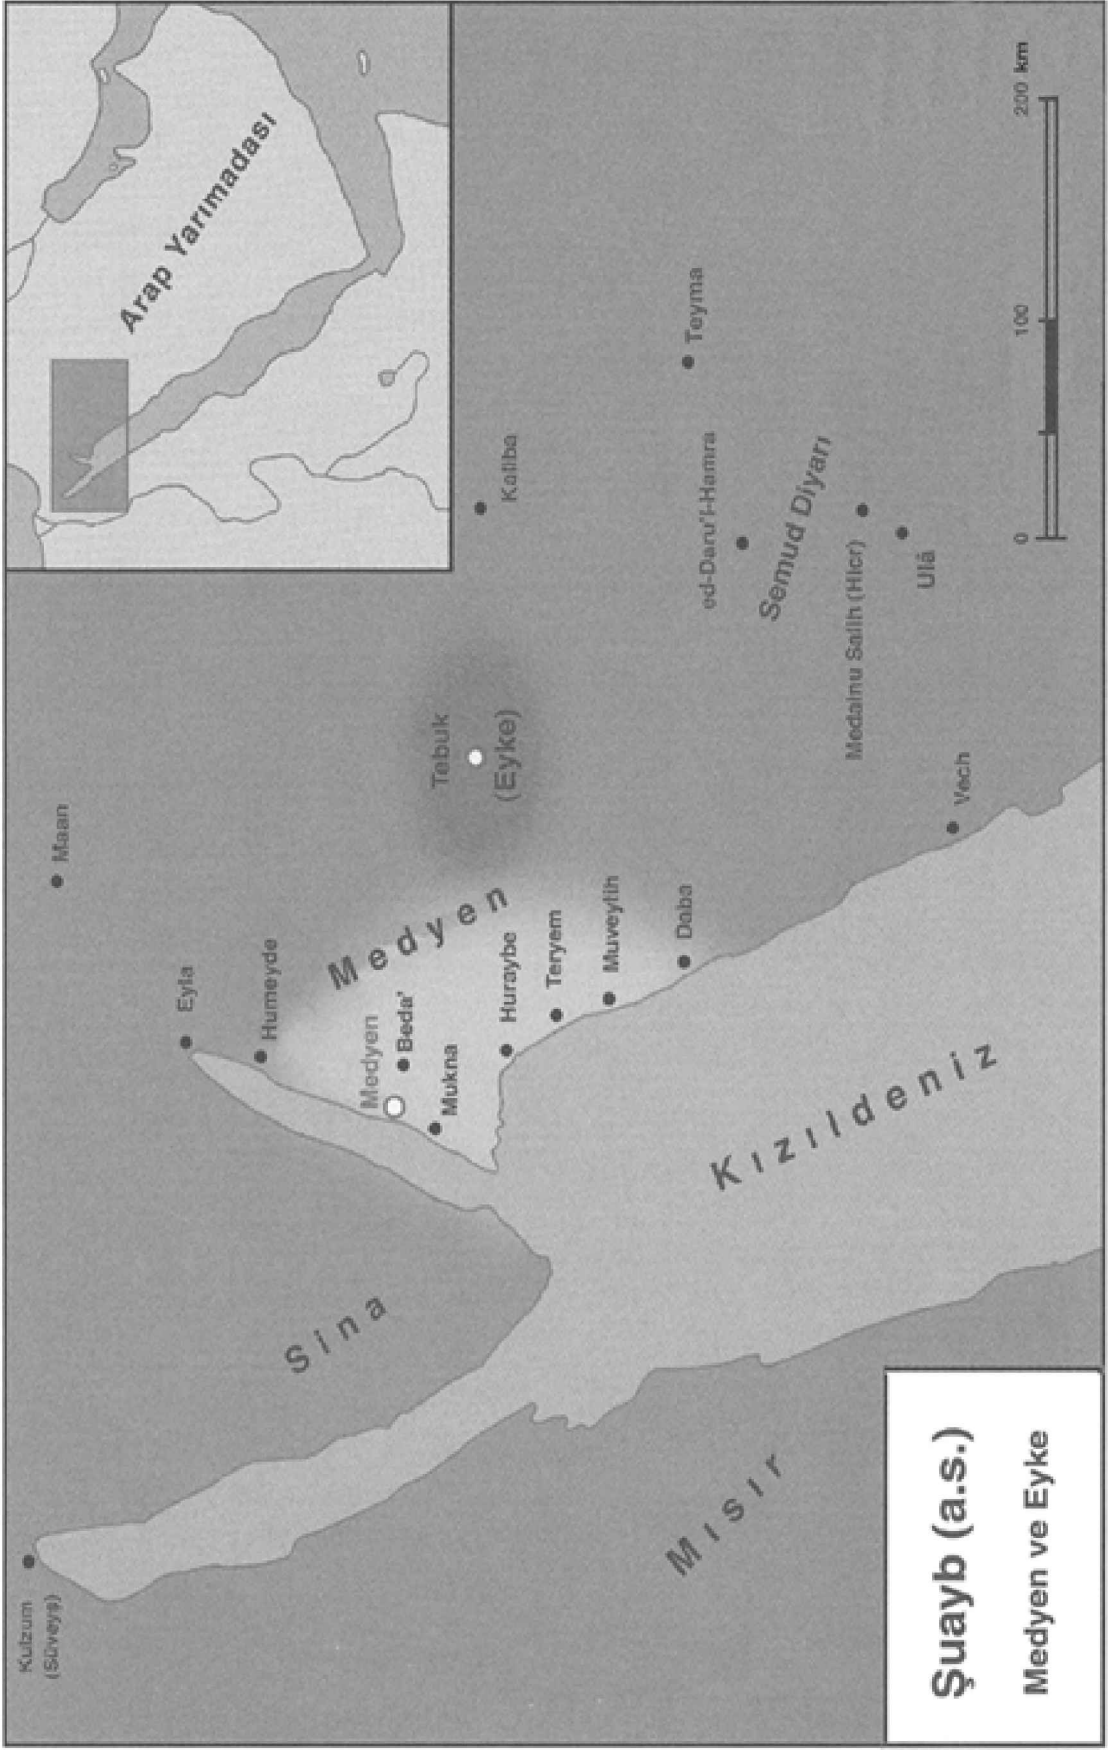 Kulzum
(Süveyş)
Maan
Arap Yarımadası
Eyla
Humeyde
Sina
Medyen
Medyen
Beda'
Mukna
Tebuk
(Eyke)
Kaliba
Huraybe
Teryem
Muveylih
Daba
Teyma
ed-Daru'l-Hamra
Semud Diyarı
Medainu Salih (Hicr)
Ulâ
Vech
Kızıldeniz
Mısır
Şuayb (a.s.)
Medyen ve Eyke
0 100 200 km